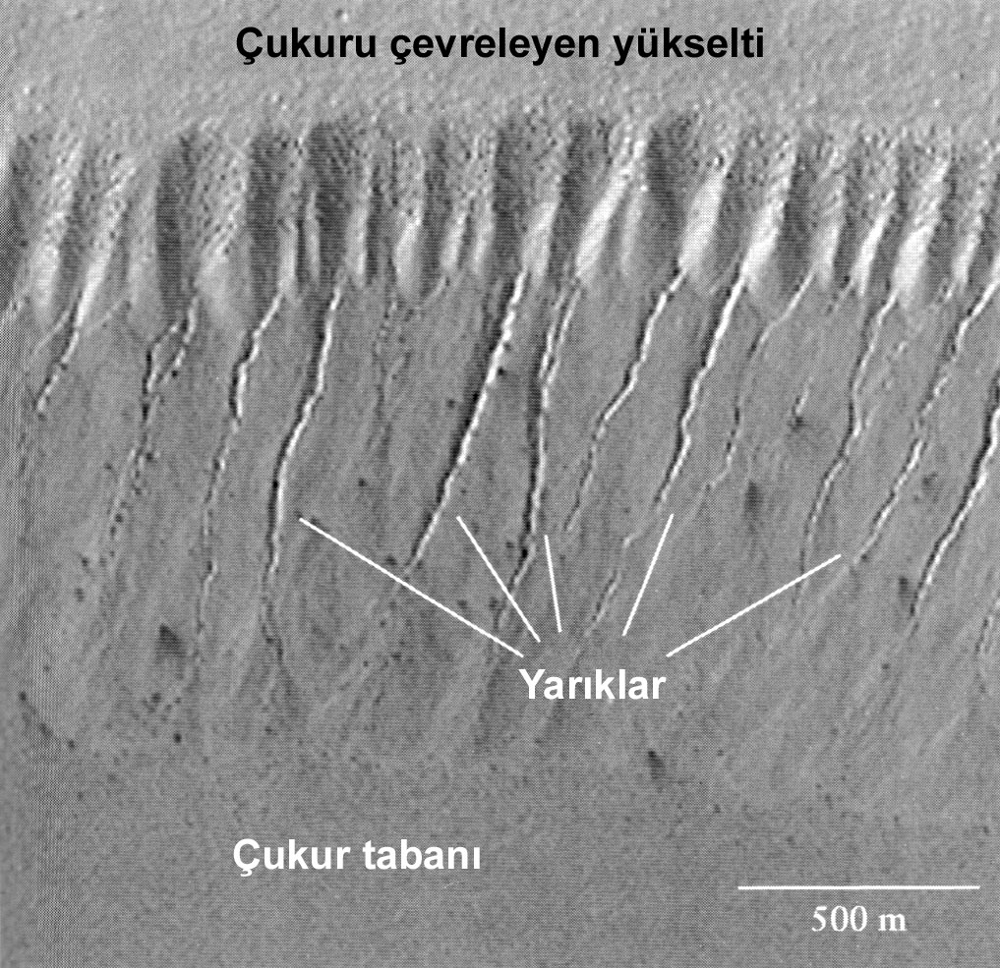 Çukuru çevreleyen yükselti
Yarıklar
Çukur tabanı
500 m